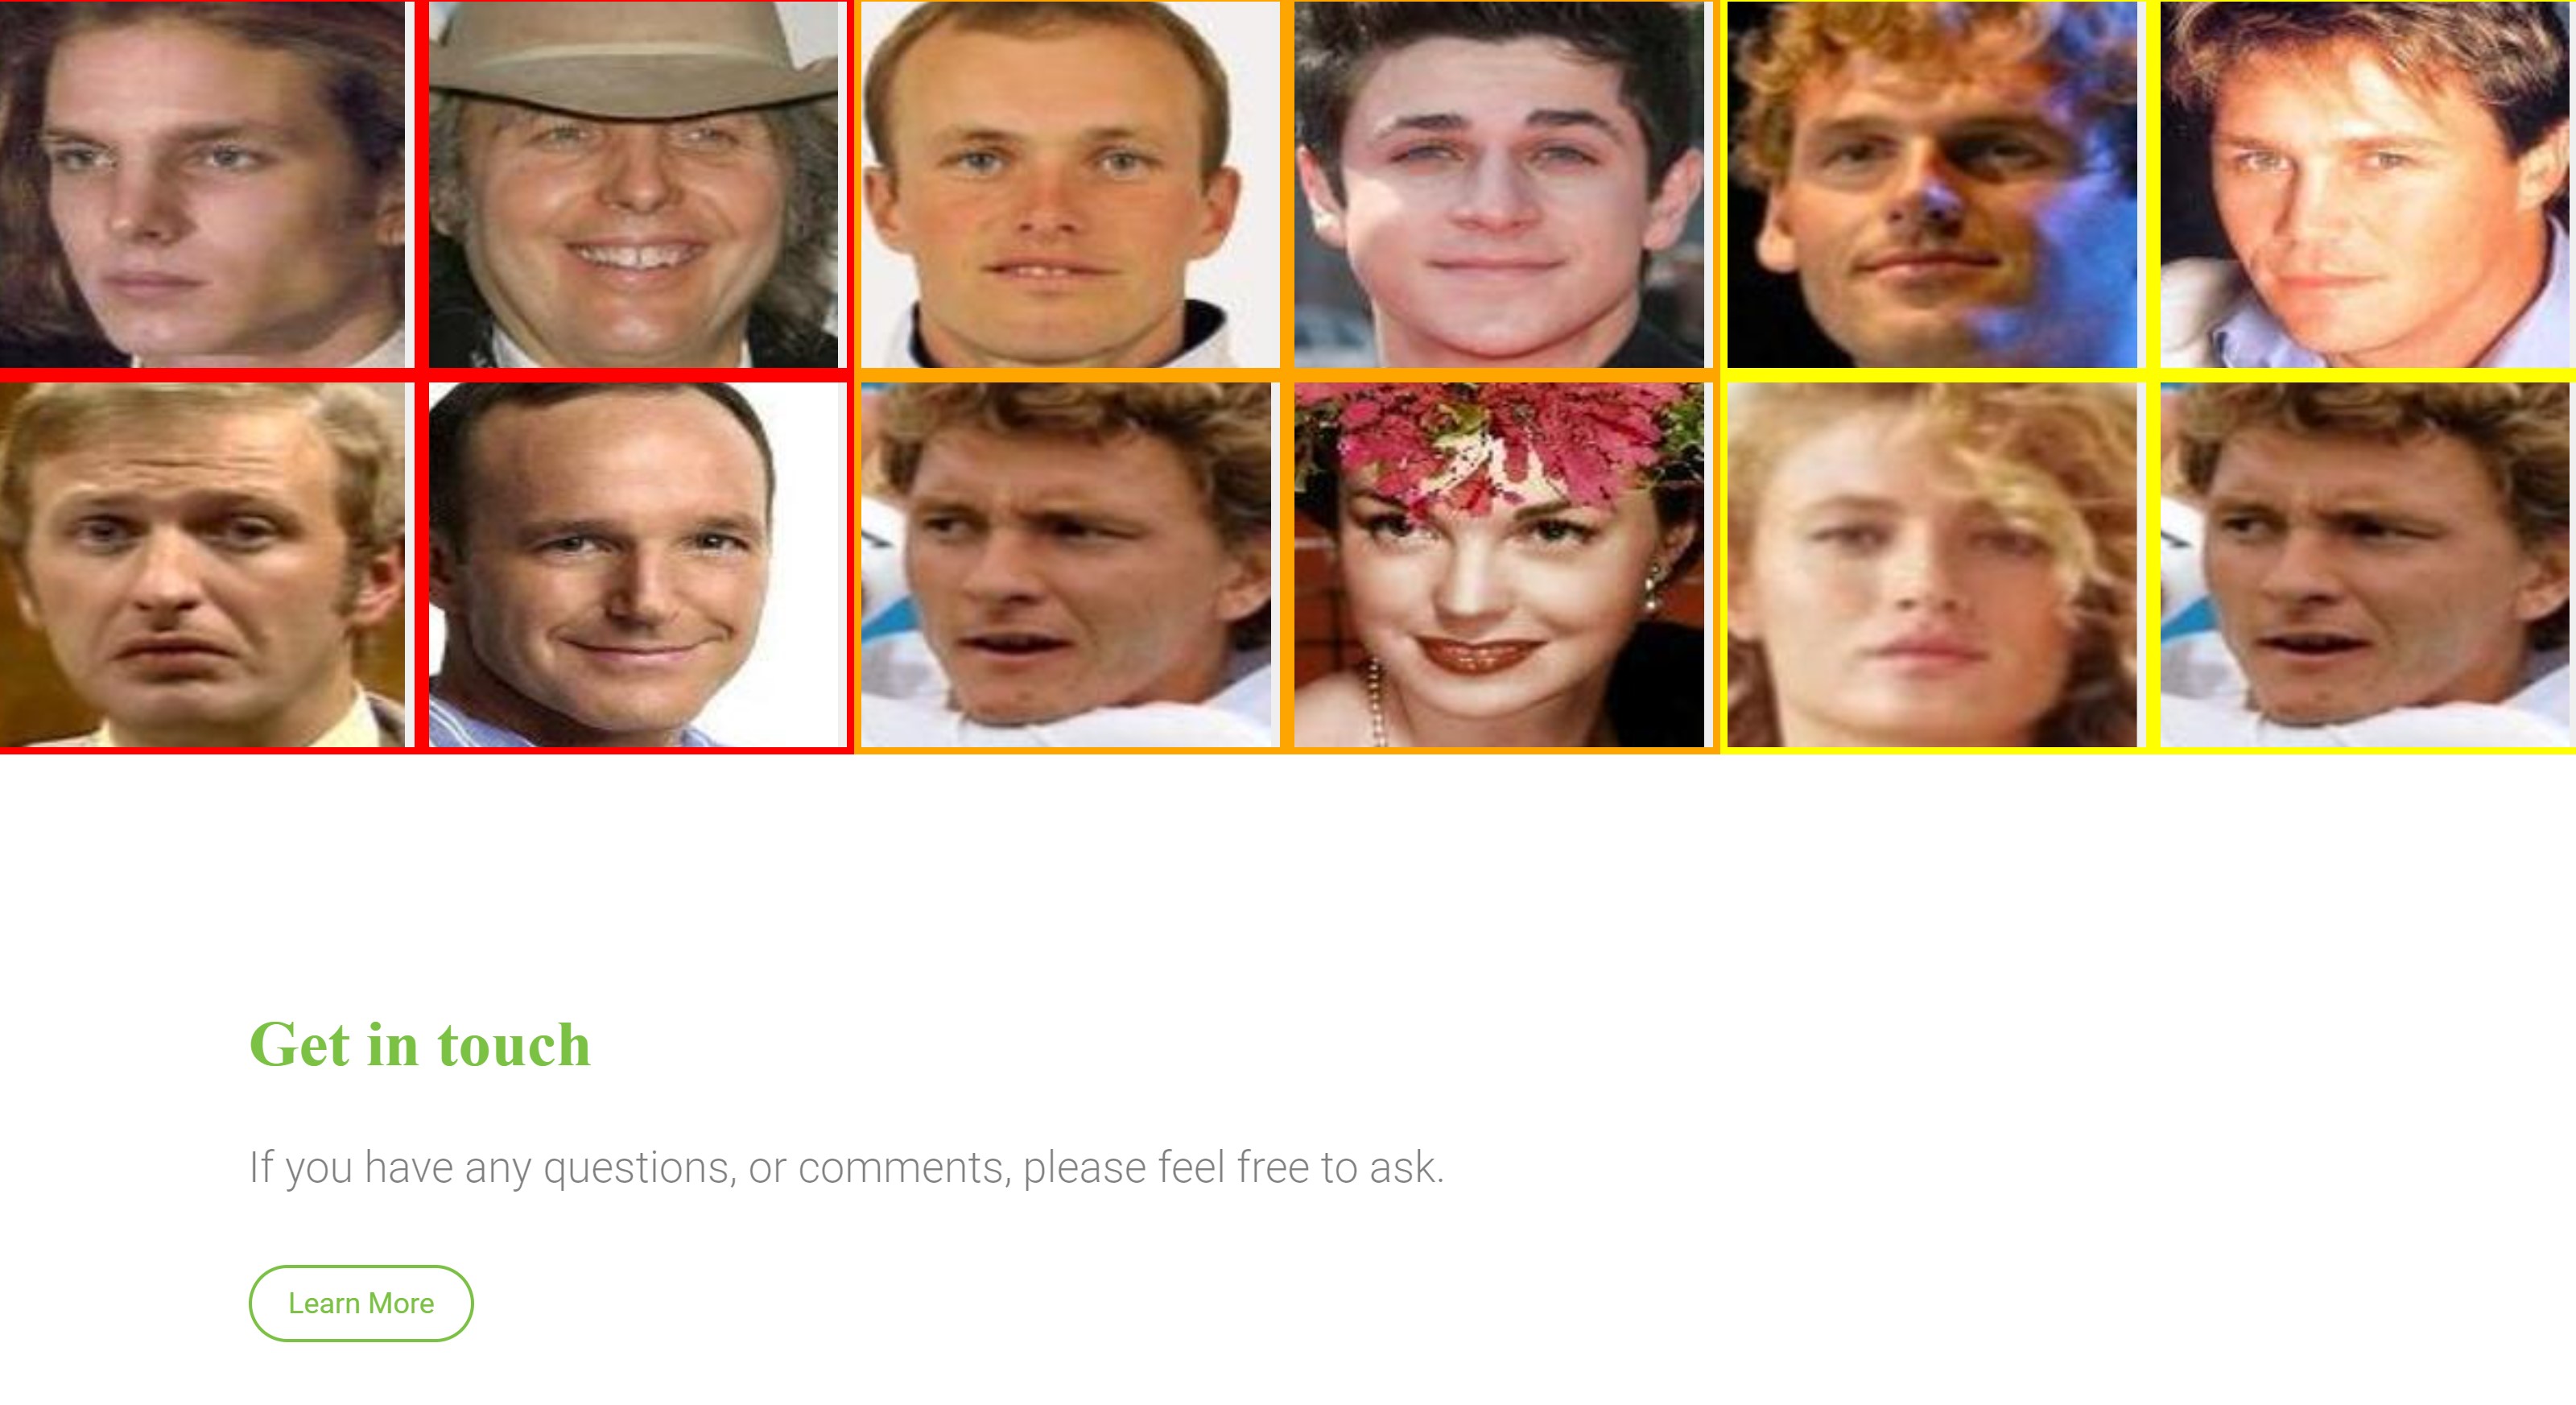 Get in touch
If you have any questions, or comments, please feel free to ask.
Learn More